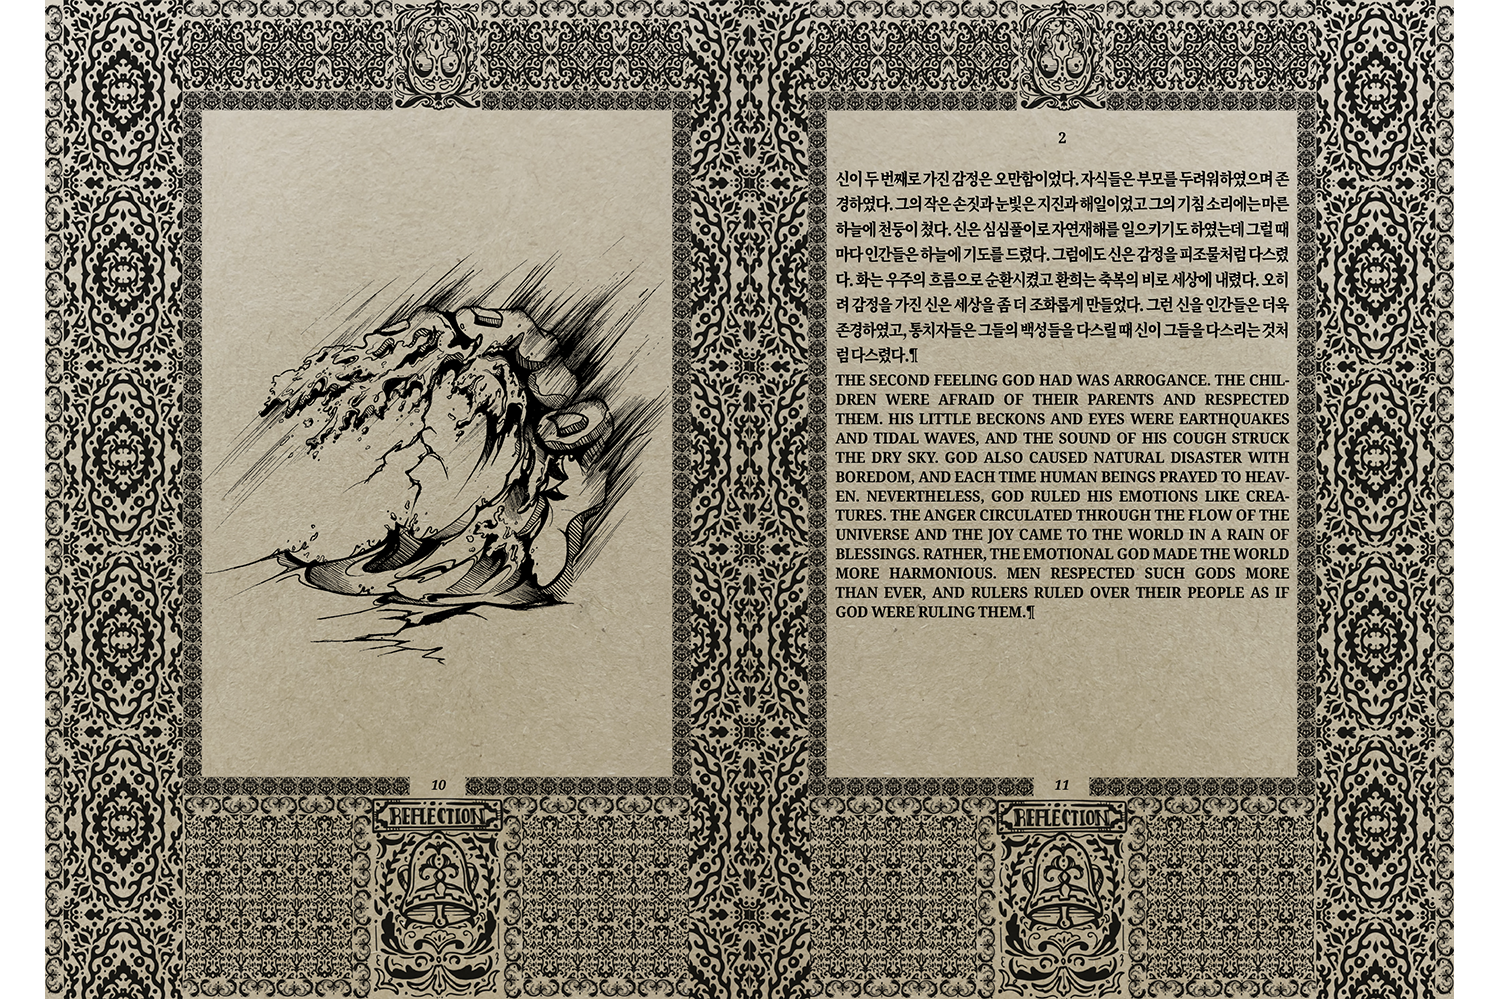 10
REFLECTION
2
신이 두 번째로 가진 감정은 오만함이었다. 자식들은 부모를 두려워하였으며 존
경하였다. 그의 작은 손짓과 눈빛은 지진과 해일이었고 그의 기침 소리에는 마른
하늘에 천둥이 쳤다. 신은 심심풀이로 자연재해를 일으키기도 하였는데 그럴 때
마다 인간들은 하늘에 기도를 드렸다. 그럼에도 신은 감정을 피조물처럼 다스렸
다. 화는 우주의 흐름으로 순환시켰고 환희는 축복의 비로 세상에 내렸다. 오히
려 감정을 가진 신은 세상을 좀 더 조화롭게 만들었다. 그런 신을 인간들은 더욱
존경하였고, 통치자들은 그들의 백성들을 다스릴 때 신이 그들을 다스리는 것처
럼 다스렸다.¶
THE SECOND FEELING GOD HAD WAS ARROGANCE. THE CHIL-
DREN WERE AFRAID OF THEIR PARENTS AND RESPECTED
THEM. HIS LITTLE BECKONS AND EYES WERE EARTHQUAKES
AND TIDAL WAVES, AND THE SOUND OF HIS COUGH STRUCK
THE DRY SKY. GOD ALSO CAUSED NATURAL DISASTER WITH
BOREDOM, AND EACH TIME HUMAN BEINGS PRAYED TO HEAV-
EN. NEVERTHELESS, GOD RULED HIS EMOTIONS LIKE CREA-
TURES. THE ANGER CIRCULATED THROUGH THE FLOW OF THE
UNIVERSE AND THE JOY CAME TO THE WORLD IN A RAIN OF
BLESSINGS. RATHER, THE EMOTIONAL GOD MADE THE WORLD
MORE HARMONIOUS. MEN RESPECTED SUCH GODS MORE
THAN EVER, AND RULERS RULED OVER THEIR PEOPLE AS IF
GOD WERE RULING THEM.¶
11
REFLECTION